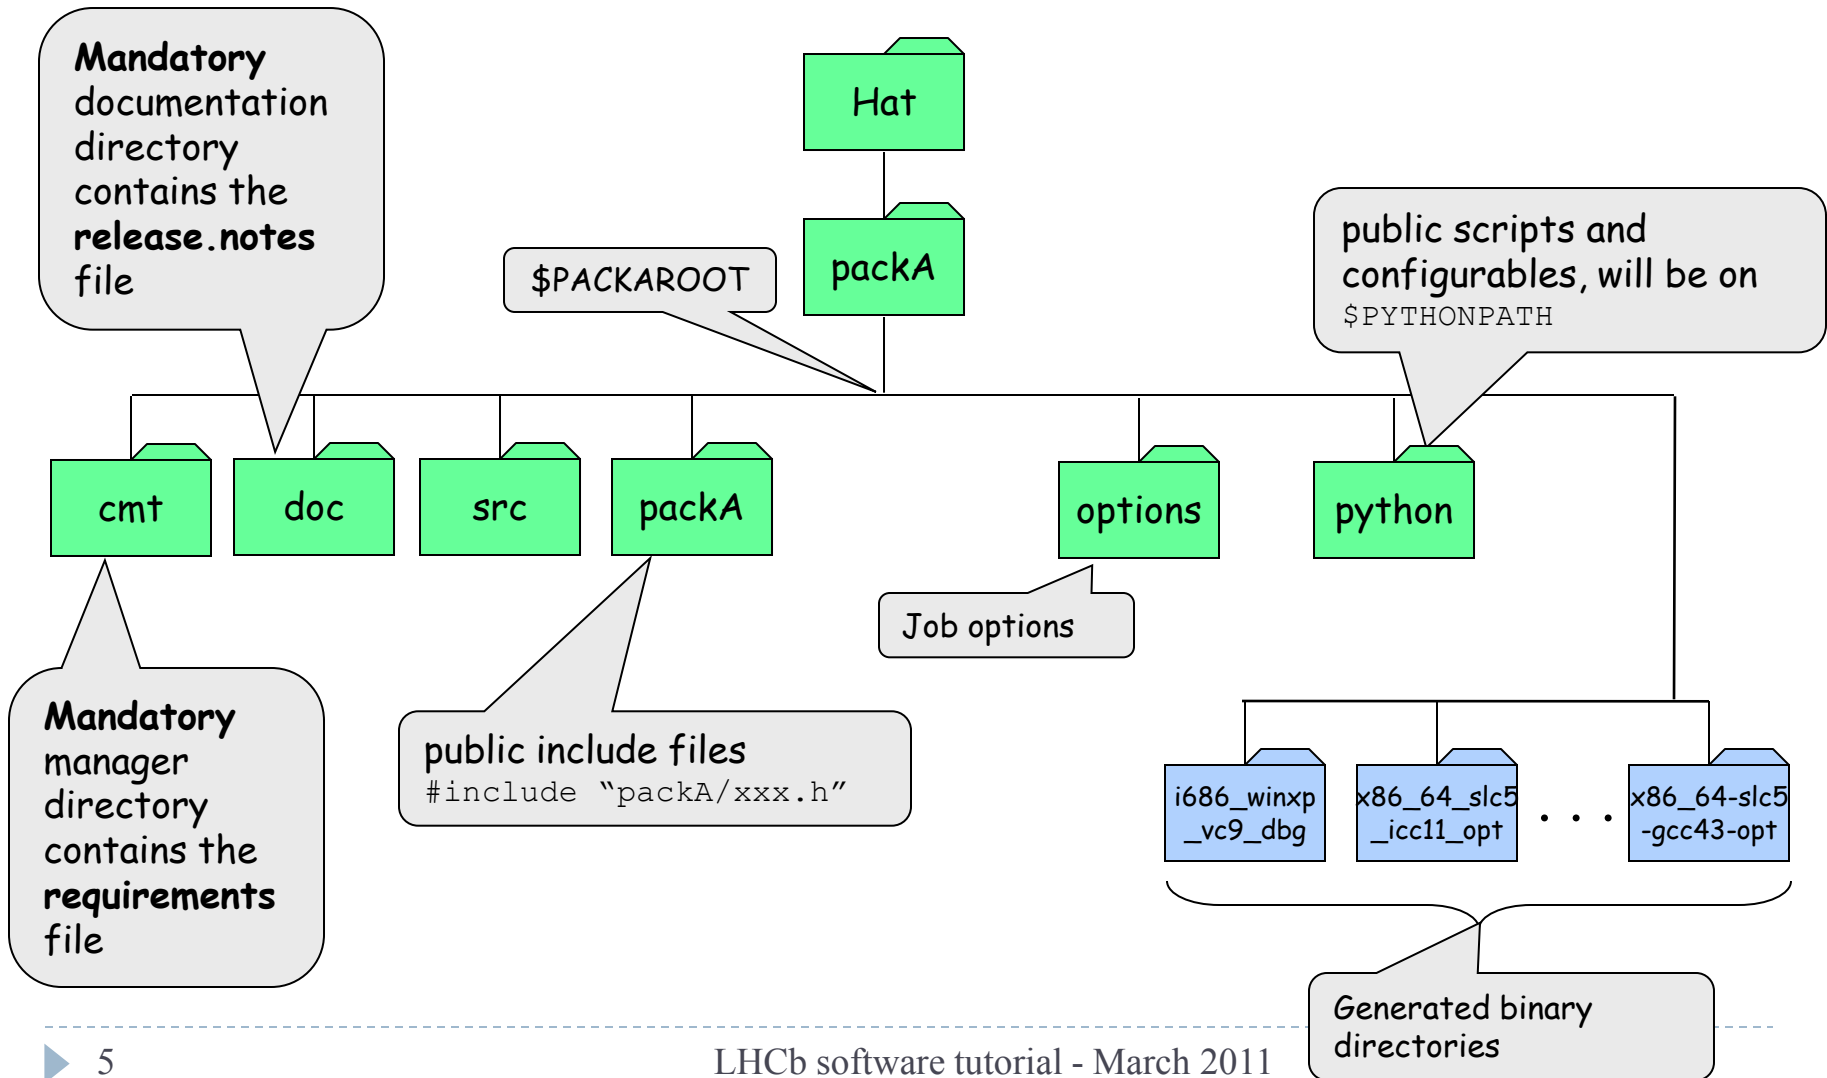 Mandatory
documentation
directory
contains the
release.notes
file
Hat
packA
$PACKAROOT
public scripts and
configurables, will be on
$PYTHONPATH
cmt
doc
src
packA
options
python
Job options
Mandatory
manager
directory
contains the
requirements
file
public include files
#include “packA/xxx.h”
i686_winxp
_vc9_dbg
x86_64_slc5
_icc11_opt
. . .
x86_64-slc5
-gcc43-opt
Generated binary
directories
5
LHCb software tutorial - March 2011